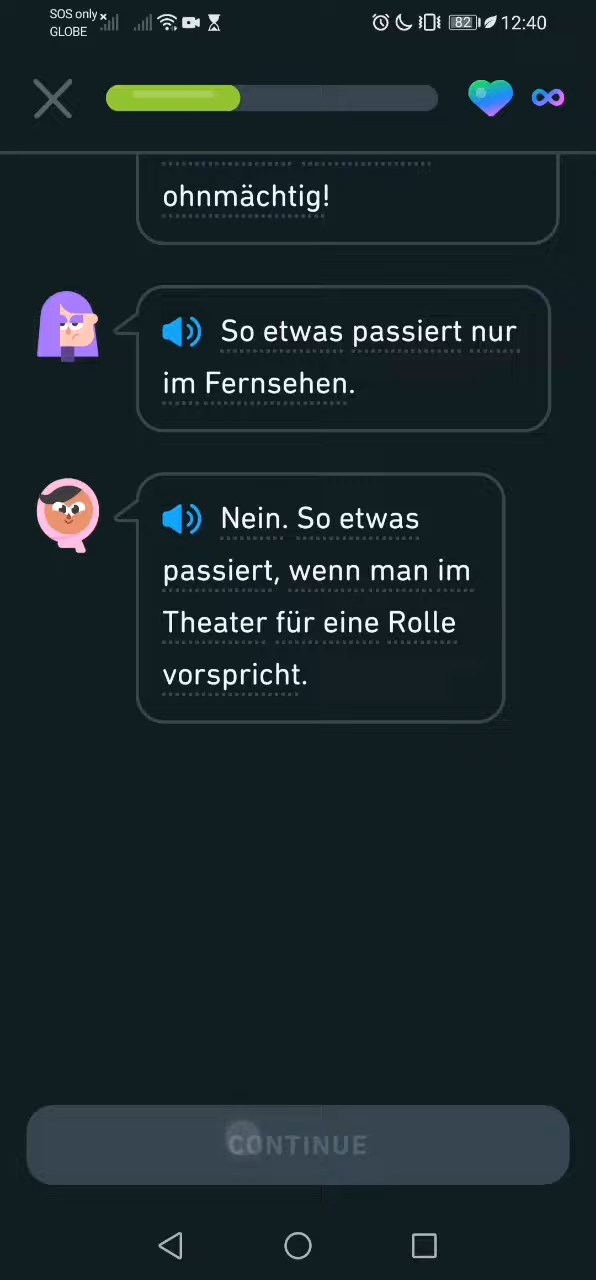 SOS only
GLOBE
82
12:40
ohnmächtig!
So etwas passiert nur
im Fernsehen.
Nein. So etwas
passiert, wenn man im
Theater für eine Rolle
vorspricht.
CONTINUE